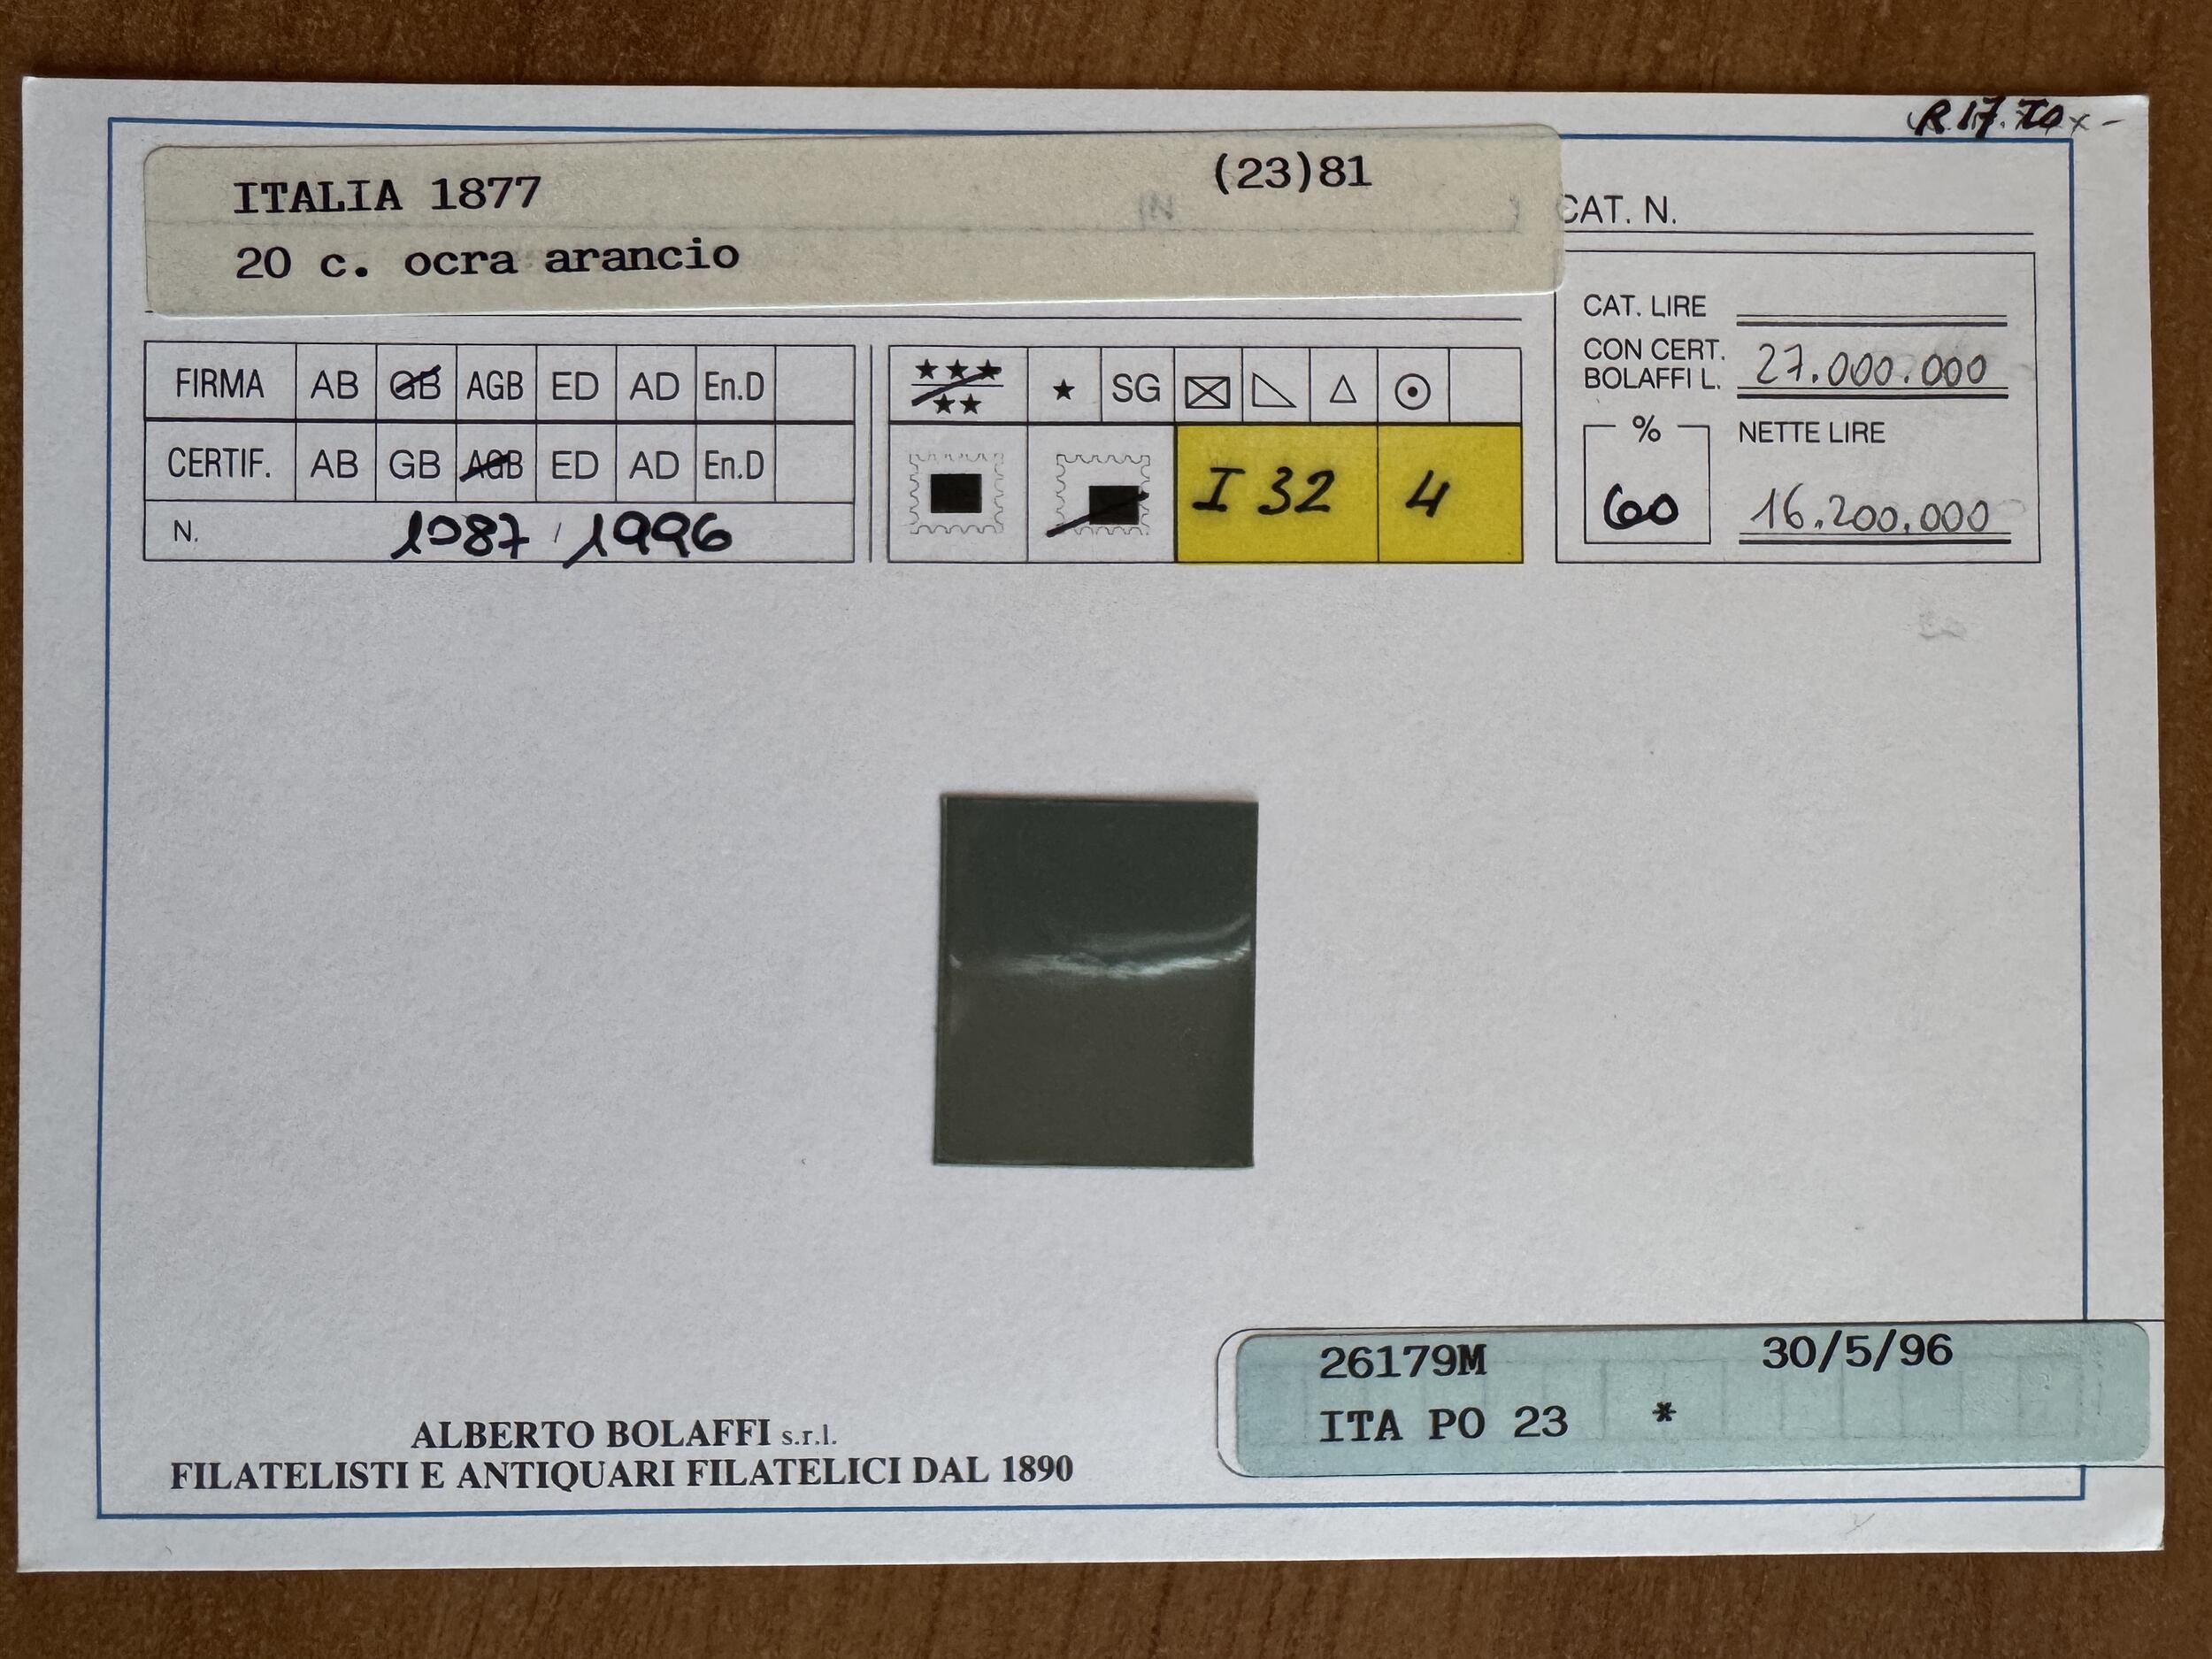 R.17.70x-
ITALIA 1877 (23)81
20 c. ocra arancio
CAT. N.
CAT. LIRE
CON CERT.
BOLAFFI L. 27.000.000
% NETTE LIRE
60 16.200.000
FIRMA AB GB AGB ED AD En.D
CERTIF. AB GB AGB ED AD En.D
N. 1087/1996
★★★ ★ SG
★★
I 32 4
26179M 30/5/96
ITA PO 23 *
ALBERTO BOLAFFI s.r.l.
FILATELISTI E ANTIQUARI FILATELICI DAL 1890